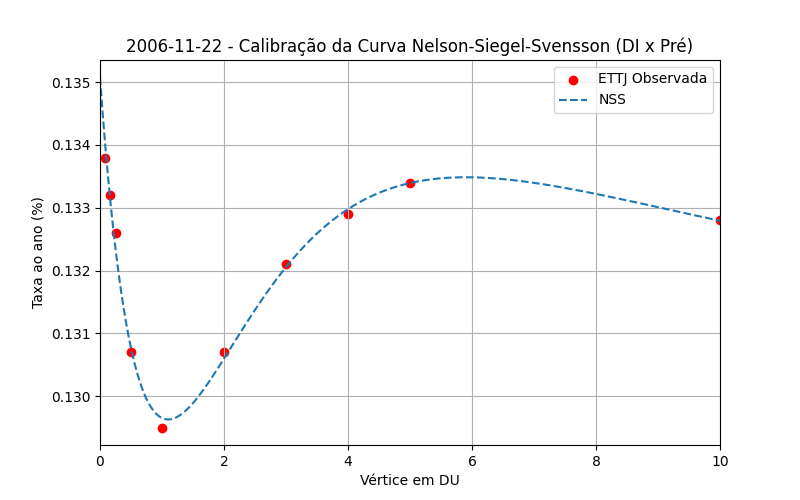 2006-11-22 - Calibração da Curva Nelson-Siegel-Svensson (DI x Pré)
ETTJ Observada
NSS
Taxa ao ano (%)
0.135
0.134
0.133
0.132
0.131
0.130
0 2 4 6 8 10
Vértice em DU